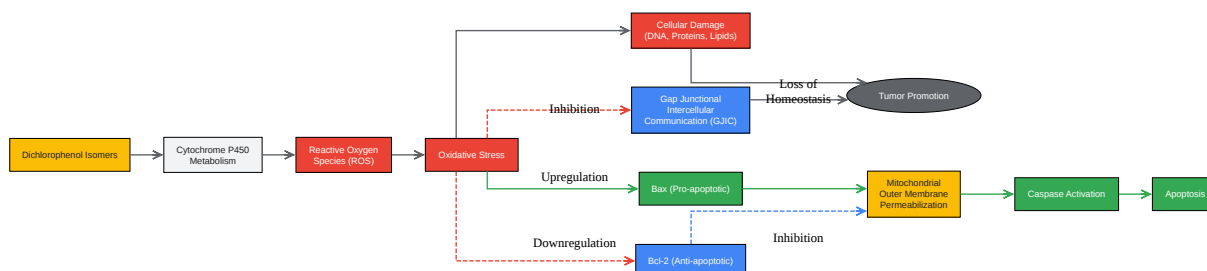 Cellular Damage
(DNA, Proteins, Lipids)
Loss of
Homeostasis
Tumor Promotion
Inhibition
Gap Junctional
Intercellular
Communication (GJIC)
Dichlorophenol Isomers
Cytochrome P450
Metabolism
Reactive Oxygen
Species (ROS)
Oxidative Stress
Upregulation
Bax (Pro-apoptotic)
Mitochondrial
Outer Membrane
Permeabilization
Caspase Activation
Apoptosis
Downregulation
Bcl-2 (Anti-apoptotic)
Inhibition